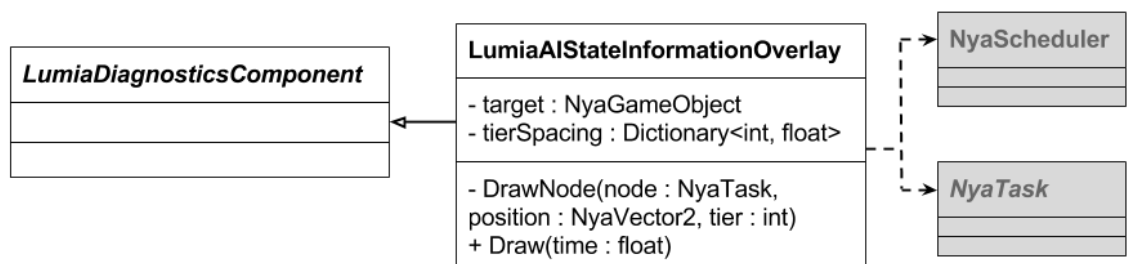 LumiaDiagnosticsComponent
LumiaAIStateInformationOverlay
- target : NyaGameObject
- tierSpacing : Dictionary<int, float>
- DrawNode(node : NyaTask,
position : NyaVector2, tier : int)
+ Draw(time : float)
NyaScheduler
NyaTask